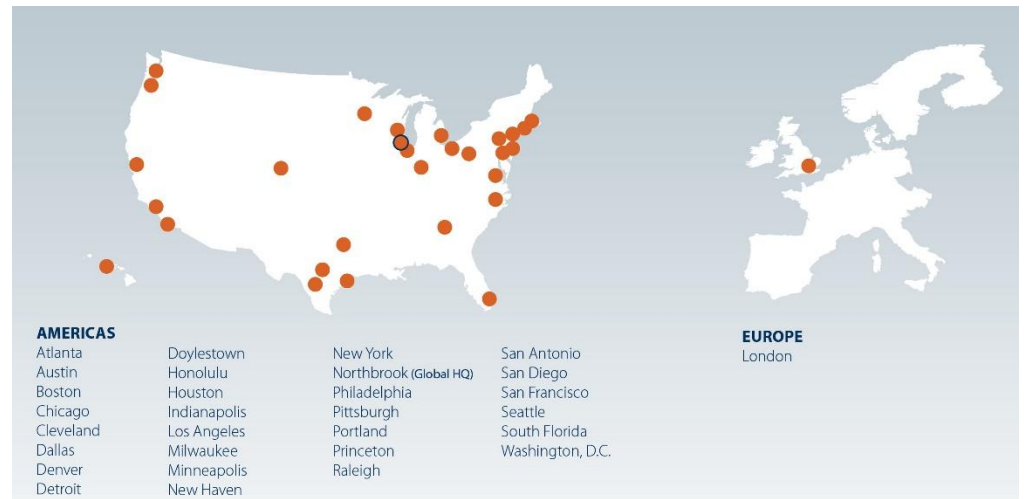 AMERICAS
Atlanta
Austin
Boston
Chicago
Cleveland
Dallas
Denver
Detroit
Doylestown
Honolulu
Houston
Indianapolis
Los Angeles
Milwaukee
Minneapolis
New Haven
New York
Northbrook (Global HQ)
Philadelphia
Pittsburgh
Portland
Princeton
Raleigh
San Antonio
San Diego
San Francisco
Seattle
South Florida
Washington, D.C.
EUROPE
London